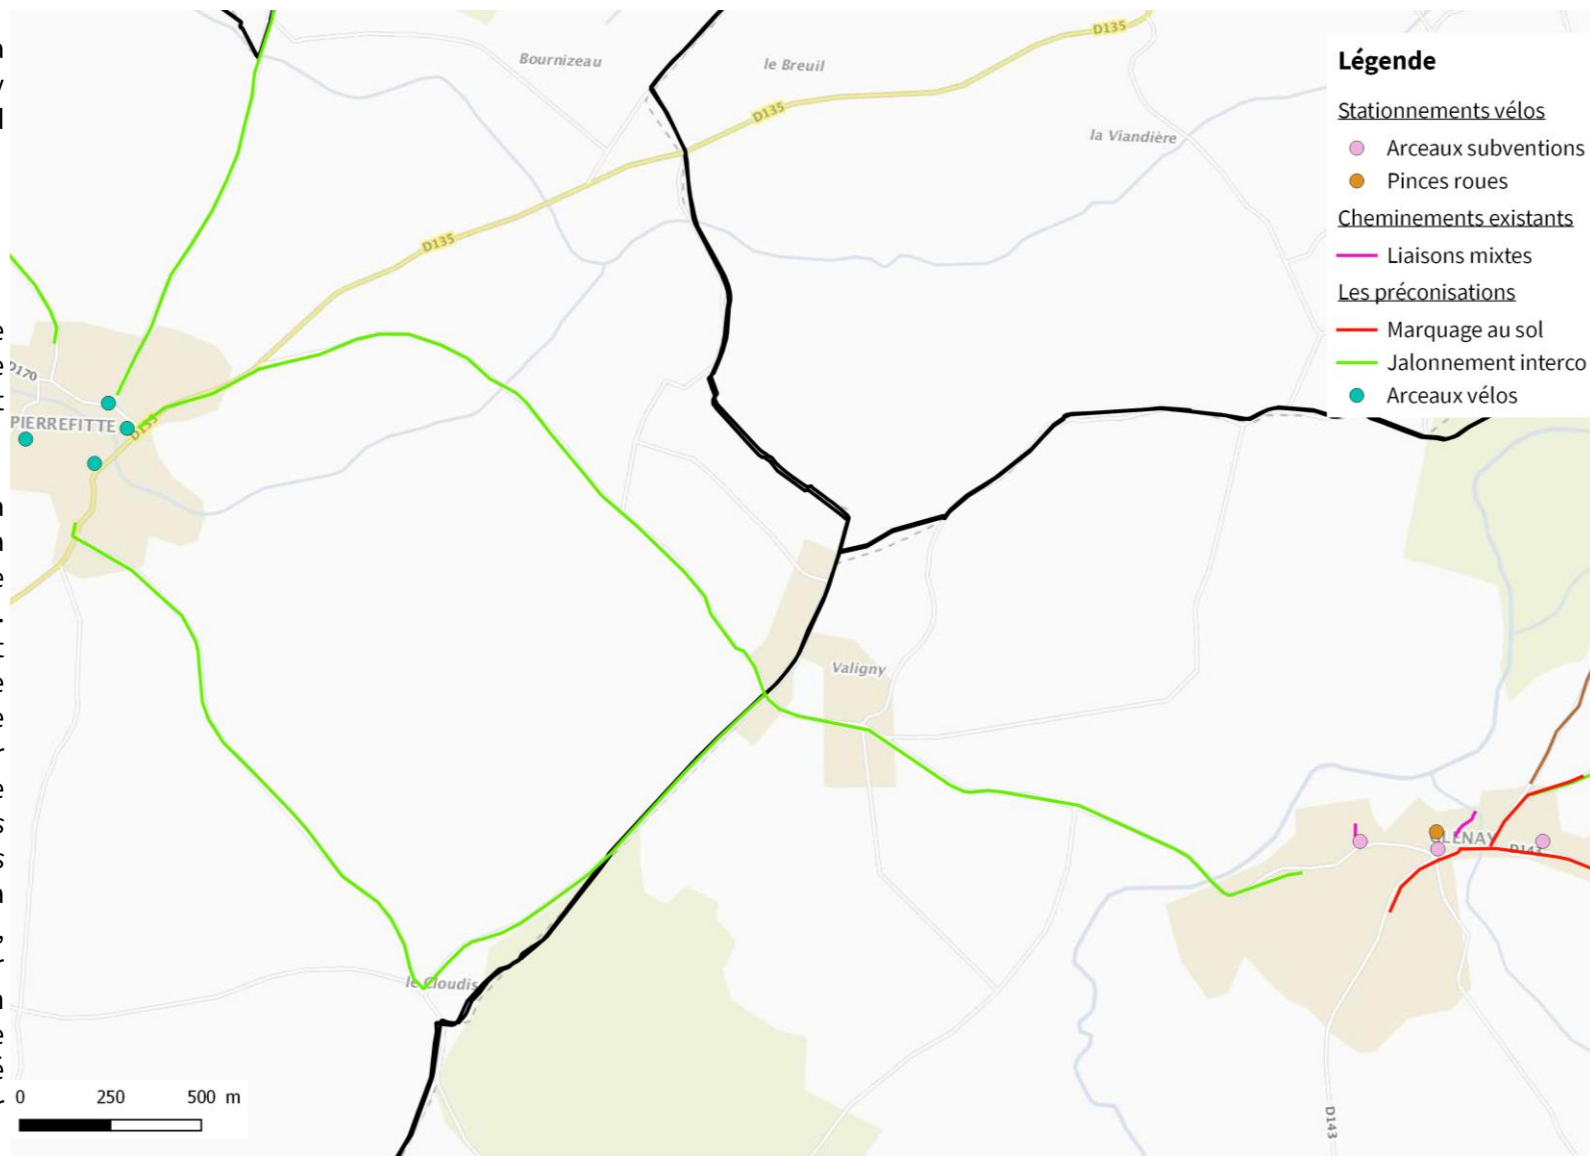 D135
Bournizeau
le Breuil
D135
la Viandière
D135
D170
PIERREFITTE
D135
Valigny
GLENAY
D143
le Cloudis
D143
0 250 500 m
Légende
Stationnements vélos
Arceaux subventions
Pinces roues
Cheminements existants
Liaisons mixtes
Les préconisations
Marquage au sol
Jalonnement interco
Arceaux vélos